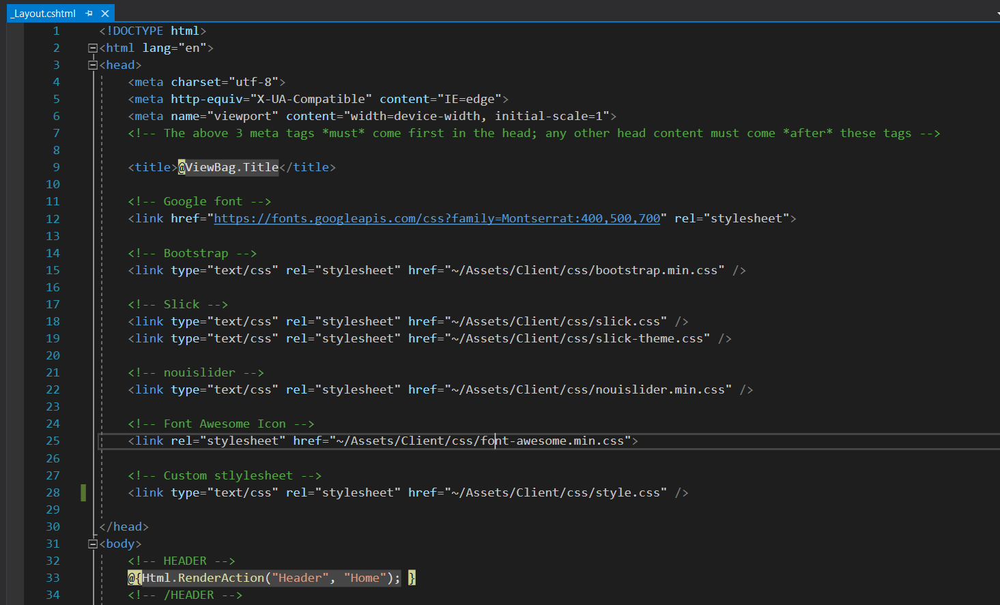 _Layout.cshtml
1 <!DOCTYPE html>
2 <html lang="en">
3 <head>
4 <meta charset="utf-8">
5 <meta http-equiv="X-UA-Compatible" content="IE=edge">
6 <meta name="viewport" content="width=device-width, initial-scale=1">
7 <!-- The above 3 meta tags *must* come first in the head; any other head content must come *after* these tags -->
8
9 <title>@ViewBag.Title</title>
10
11 <!-- Google font -->
12 <link href="https://fonts.googleapis.com/css?family=Montserrat:400,500,700" rel="stylesheet">
13
14 <!-- Bootstrap -->
15 <link type="text/css" rel="stylesheet" href="~/Assets/Client/css/bootstrap.min.css" />
16
17 <!-- Slick -->
18 <link type="text/css" rel="stylesheet" href="~/Assets/Client/css/slick.css" />
19 <link type="text/css" rel="stylesheet" href="~/Assets/Client/css/slick-theme.css" />
20
21 <!-- nouislider -->
22 <link type="text/css" rel="stylesheet" href="~/Assets/Client/css/nouislider.min.css" />
23
24 <!-- Font Awesome Icon -->
25 <link rel="stylesheet" href="~/Assets/Client/css/font-awesome.min.css">
26
27 <!-- Custom stlylesheet -->
28 <link type="text/css" rel="stylesheet" href="~/Assets/Client/css/style.css" />
29
30 </head>
31 <body>
32 <!-- HEADER -->
33 @{Html.RenderAction("Header", "Home"); }
34 <!-- /HEADER -->